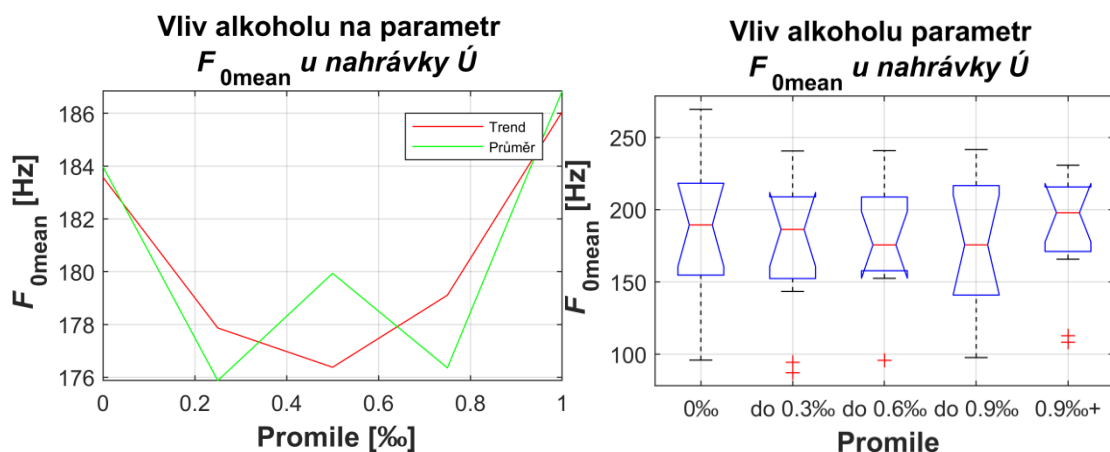 Vliv alkoholu na parametr
F 0mean u nahrávky Ú
186
184
182
180
178
176
F 0mean [Hz]
Trend
Průměr
0
0.2
0.4
0.6
0.8
1
Promile [‰]
Vliv alkoholu parametr
F 0mean u nahrávky Ú
250
200
150
100
F 0mean [Hz]
0‰
do 0.3‰
do 0.6‰
do 0.9‰
0.9‰+
Promile